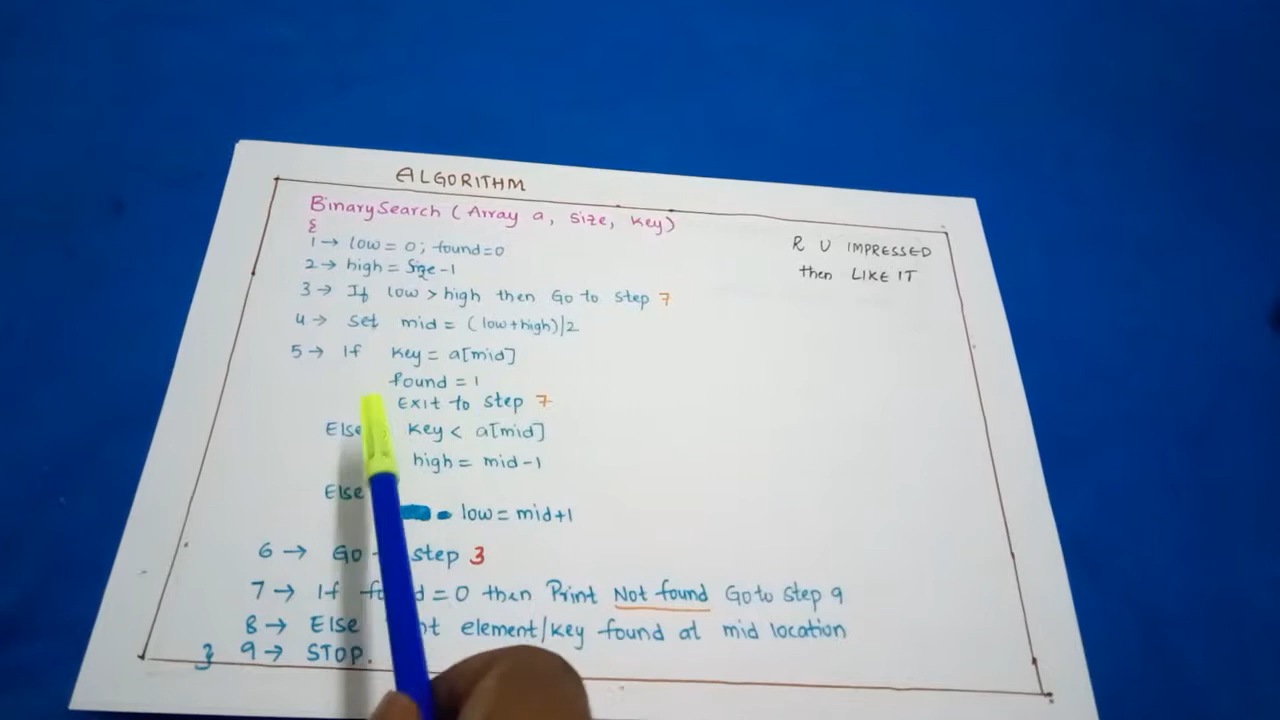 ALGORITHM
BinarySearch (Array a, size, key)
{
1→ low = 0; found=0
2→ high = Size-1
3→ If low > high then Go to step 7
4→ Set mid = (low+high)/2
5→ If key = a[mid]
found = 1
Exit to step 7
Else key < a[mid]
high = mid-1
Else
low = mid+1
6→ Go step 3
7→ If = 0 then Print Not found Goto step 9
8→ Else element/key found at mid location
} 9→ STOP.
R U IMPRESSED
then LIKE IT